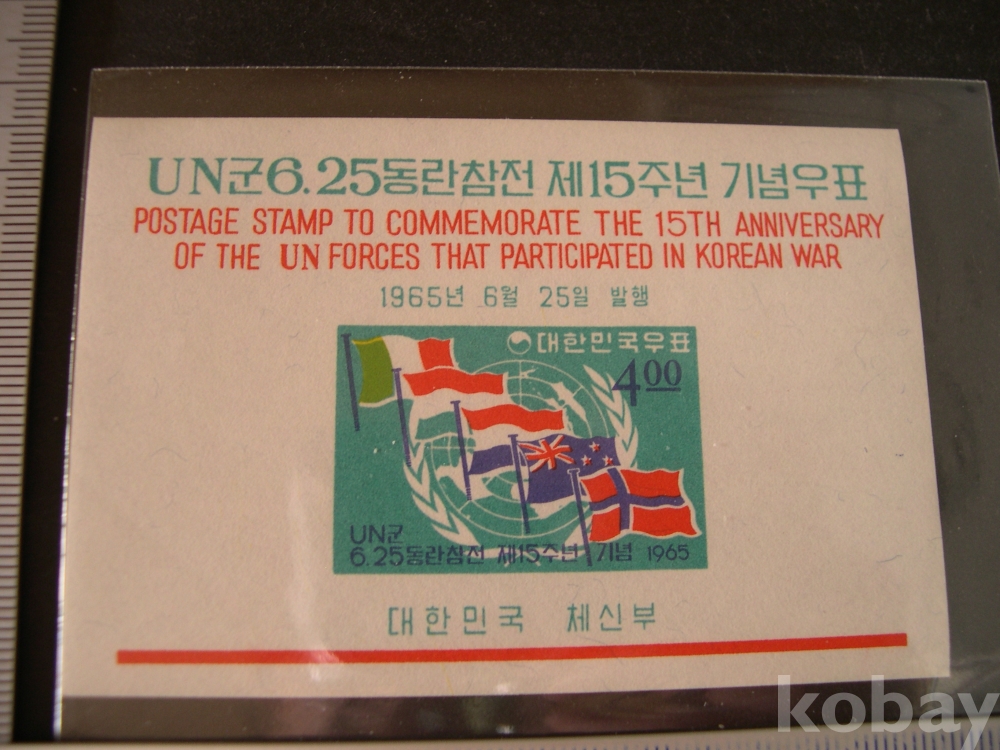 UN군6.25동란참전 제15주년 기념우표
POSTAGE STAMP TO COMMEMORATE THE 15TH ANNIVERSARY
OF THE UN FORCES THAT PARTICIPATED IN KOREAN WAR
1965년 6월 25일 발행
대한민국우표
4.00
UN군
6.25동란참전 제15주년 기념 1965
대한민국 체신부
kobay